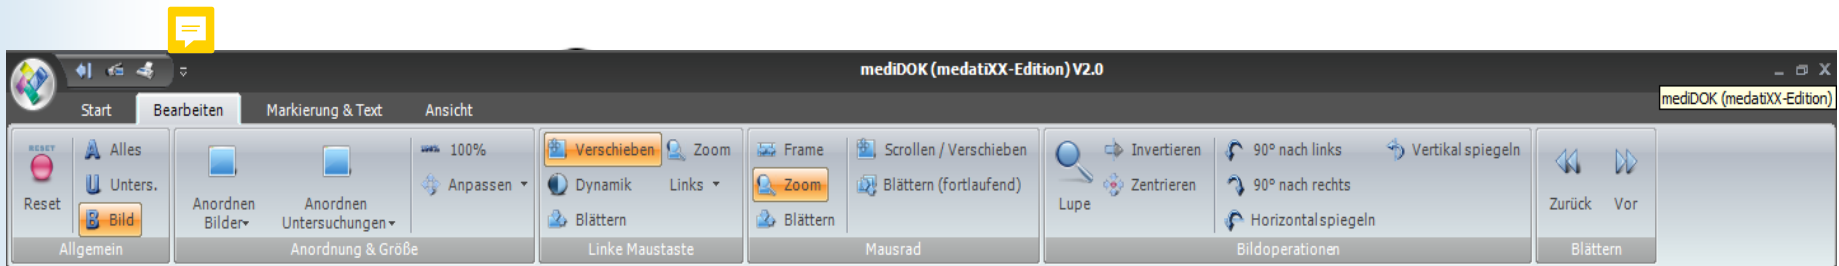 mediDOK (medatiXX-Edition) V2.0
mediDOK (medatiXX-Edition)
Start Bearbeiten Markierung & Text Ansicht
RESET
Reset
A Alles
U Unters.
B Bild
Allgemein
Anordnen
Bilder
Anordnen
Untersuchungen
100%
Anpassen
Anordnung & Größe
Verschieben Zoom
Dynamik Links
Blättern
Linke Maustaste
Frame
Zoom
Blättern
Scrollen / Verschieben
Blättern (fortlaufend)
Mausrad
Lupe
Invertieren
Zentrieren
90° nach links
90° nach rechts
Horizontal spiegeln
Vertikal spiegeln
Bildoperationen
Zurück Vor
Blättern